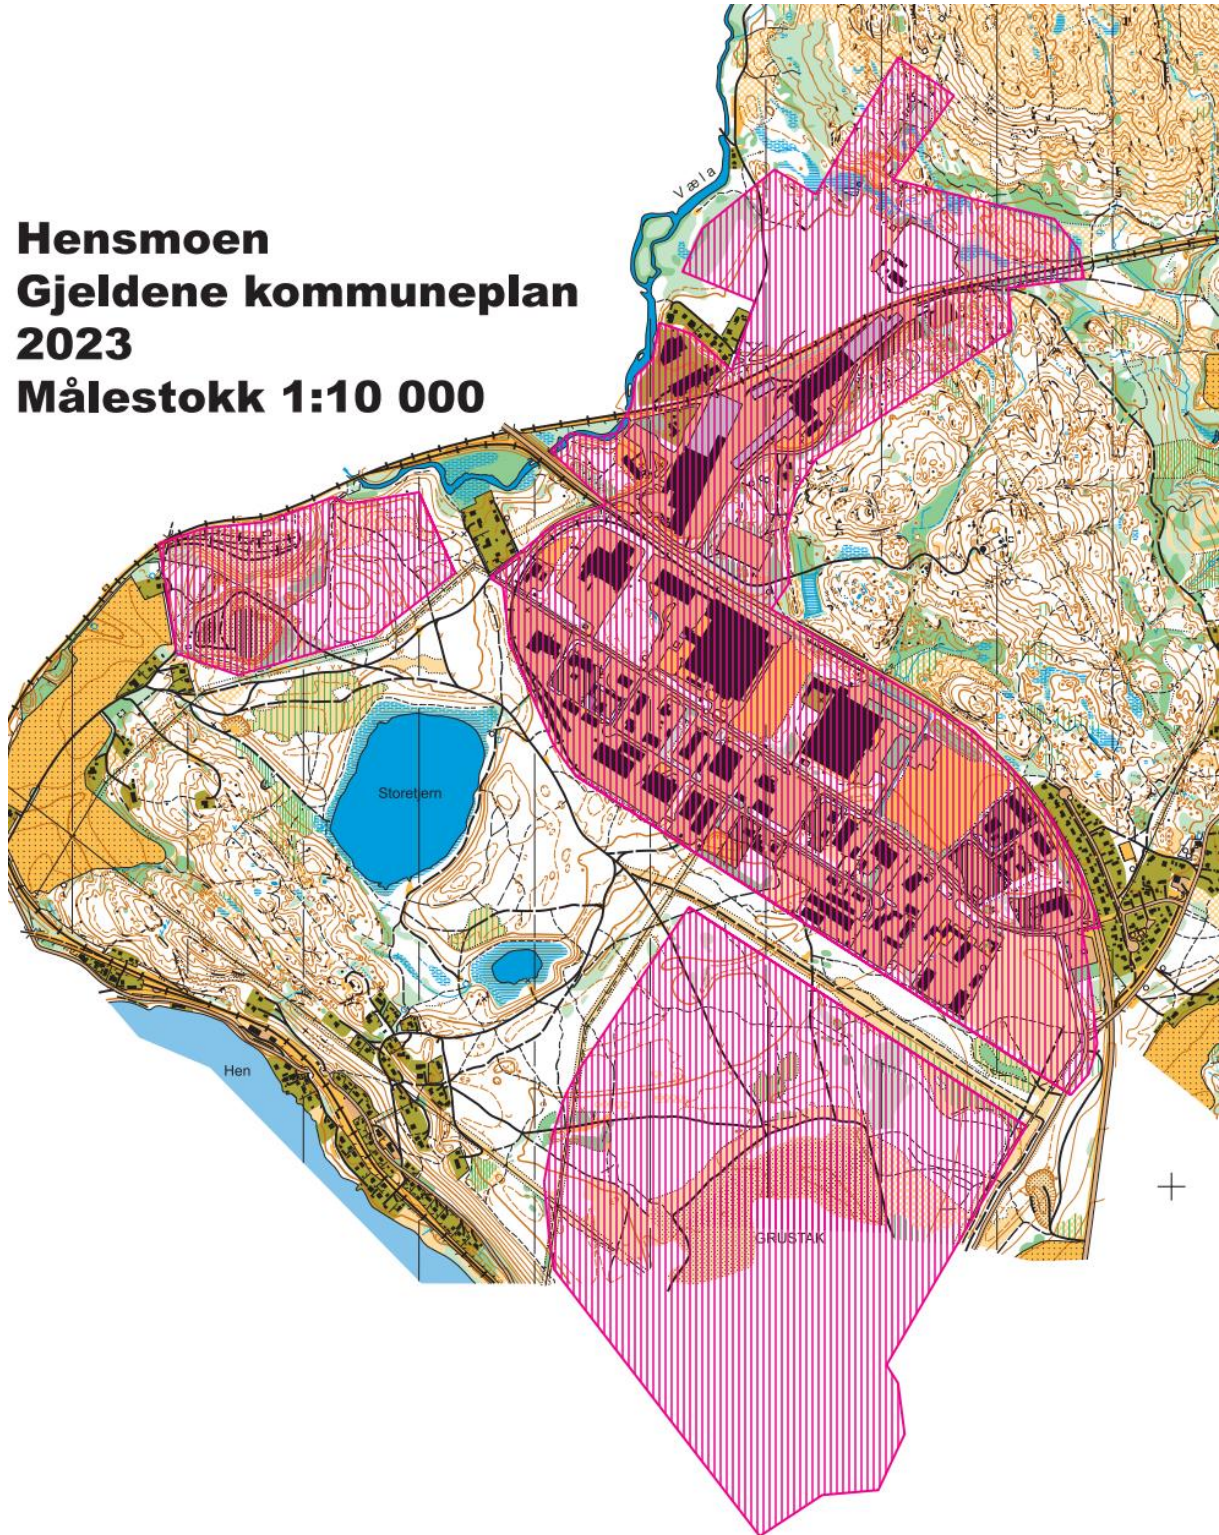 Væla
Hensmoen
Gjeldene kommuneplan
2023
Målestokk 1:10 000
Storetjern
Hen
GRUSTAK